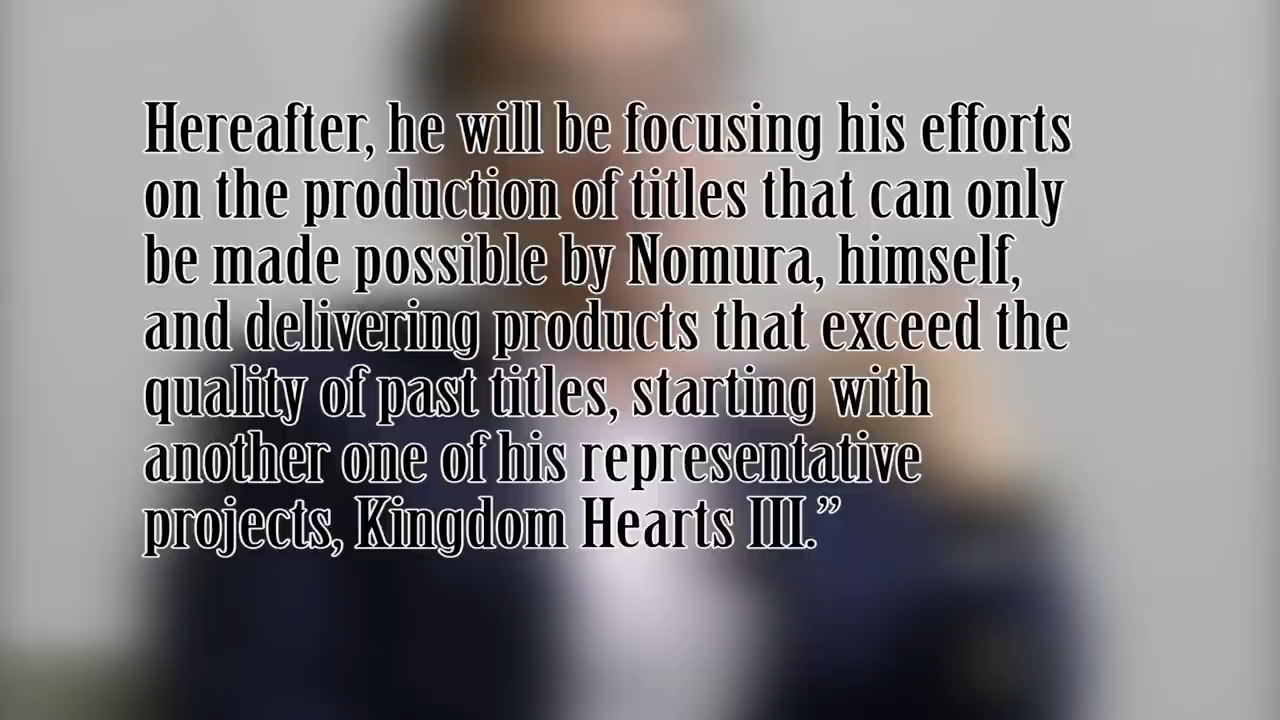 Hereafter, he will be focusing his efforts
on the production of titles that can only
be made possible by Nomura, himself,
and delivering products that exceed the
quality of past titles, starting with
another one of his representative
projects, Kingdom Hearts III.”